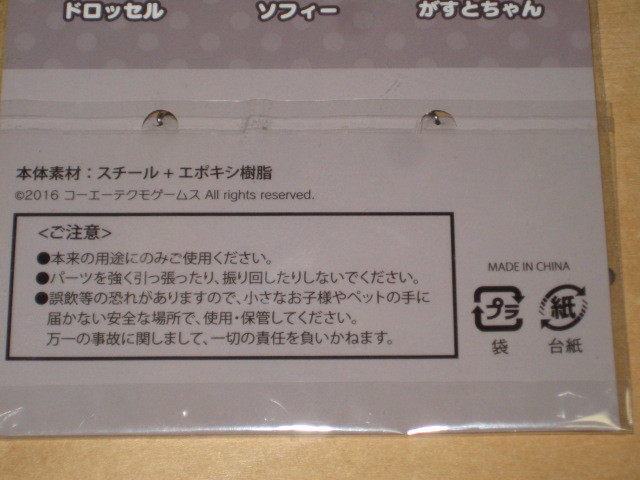 ドロッセル ソフィー がすとちゃん
本体素材：スチール + エポキシ樹脂
©2016 コーエーテクモゲームス All rights reserved.
<ご注意>
●本来の用途にのみご使用ください。
●パーツを強く引っ張ったり、振り回したりしないでください。
●誤飲等の恐れがありますので、小さなお子様やペットの手に
届かない安全な場所で、使用・保管してください。
万一の事故に関しまして、一切の責任を負いかねます。
MADE IN CHINA
プラ 紙
袋 台紙